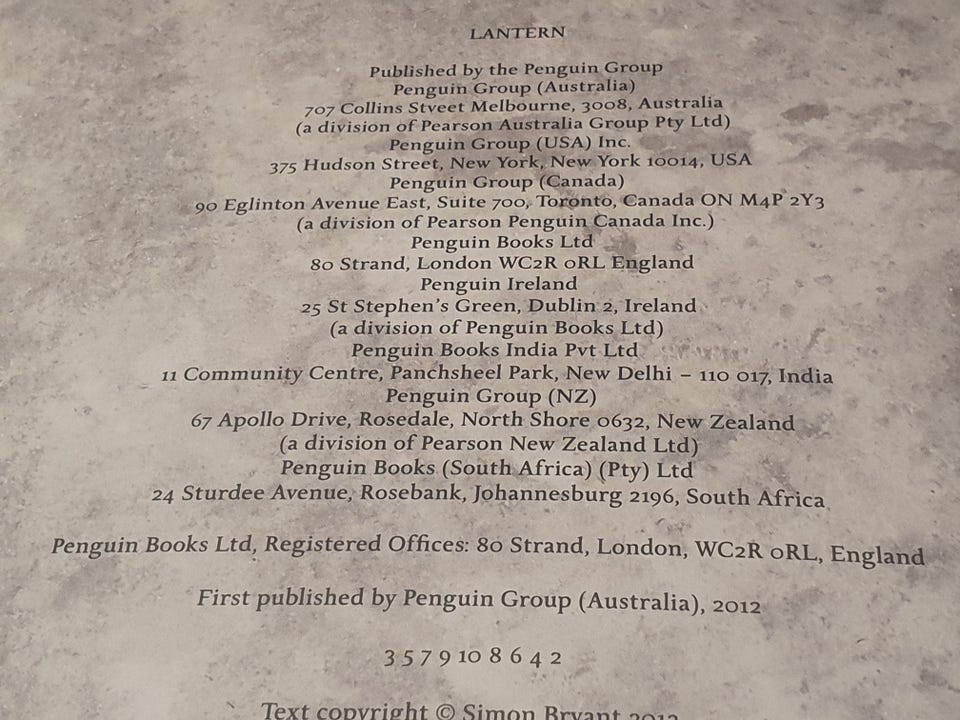 LANTERN
Published by the Penguin Group
Penguin Group (Australia)
707 Collins Stveet Melbourne, 3008, Australia
(a division of Pearson Australia Group Pty Ltd)
Penguin Group (USA) Inc.
375 Hudson Street, New York, New York 10014, USA
Penguin Group (Canada)
90 Eglinton Avenue East, Suite 700, Toronto, Canada ON M4P 2Y3
(a division of Pearson Penguin Canada Inc.)
Penguin Books Ltd
80 Strand, London WC2R 0RL England
Penguin Ireland
25 St Stephen's Green, Dublin 2, Ireland
(a division of Penguin Books Ltd)
Penguin Books India Pvt Ltd
11 Community Centre, Panchsheel Park, New Delhi – 110 017, India
Penguin Group (NZ)
67 Apollo Drive, Rosedale, North Shore 0632, New Zealand
(a division of Pearson New Zealand Ltd)
Penguin Books (South Africa) (Pty) Ltd
24 Sturdee Avenue, Rosebank, Johannesburg 2196, South Africa
Penguin Books Ltd, Registered Offices: 80 Strand, London, WC2R 0RL, England
First published by Penguin Group (Australia), 2012
3 5 7 9 10 8 6 4 2
Text copyright © Simon Bryant 2012